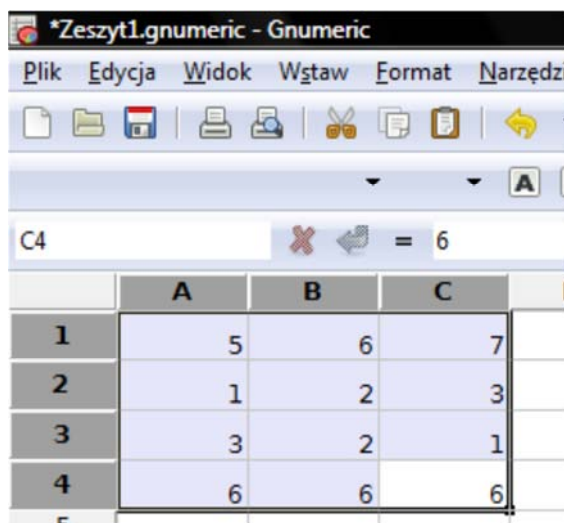 *Zeszyt1.gnumeric - Gnumeric
Plik Edycja Widok Wstaw Format
A
C4 = 6
A B C
1 5 6 7
2 1 2 3
3 3 2 1
4 6 6 6